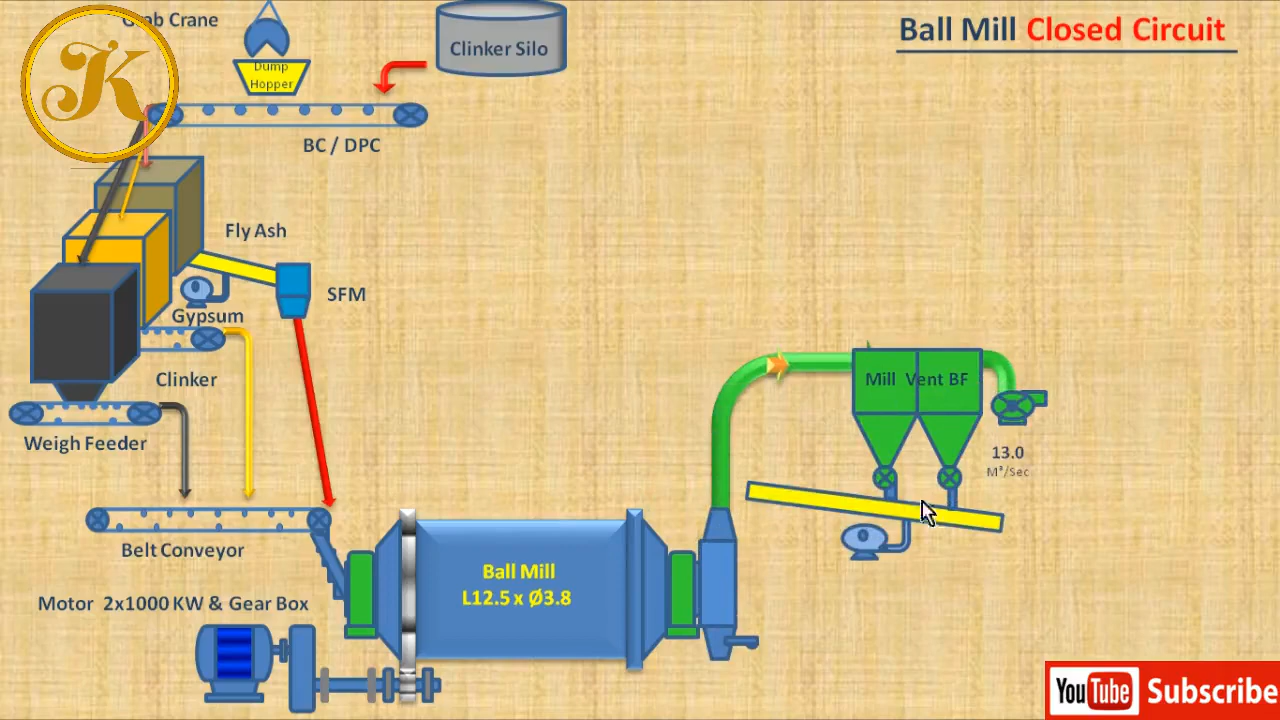 Grab Crane
Clinker Silo
Ball Mill Closed Circuit
K
Dump
Hopper
BC / DPC
Fly Ash
SFM
Gypsum
Clinker
Mill Vent BF
Weigh Feeder
13.0
M³/Sec
Belt Conveyor
Ball Mill
L12.5 x Ø3.8
Motor 2x1000 KW & Gear Box
YouTube Subscribe